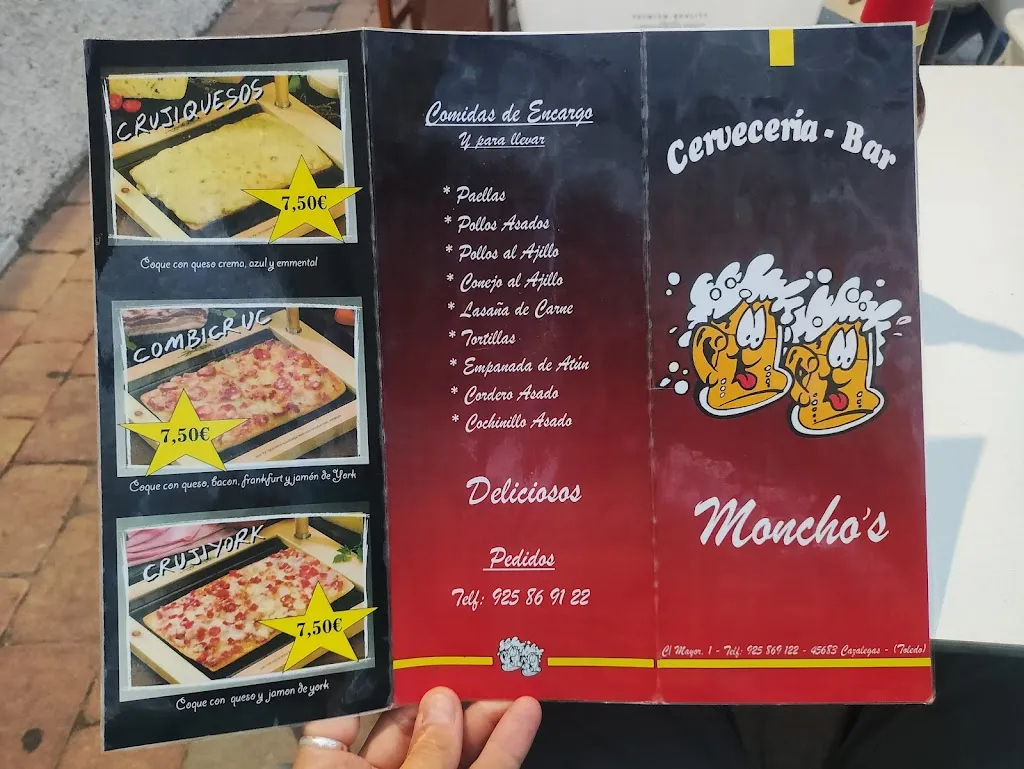 CRUJIQUESOS
7,50€
Coque con queso crema, azul y emmental
COMBICRUC
7,50€
Coque con queso, bacon, frankfurt y jamón de York
CRUJIYORK
7,50€
Coque con queso y jamon de york
Comidas de Encargo
Y para llevar
* Paellas
* Pollos Asados
* Pollos al Ajillo
* Conejo al Ajillo
* Lasaña de Carne
* Tortillas
* Empanada de Atún
* Cordero Asado
* Cochinillo Asado
Deliciosos
Pedidos
Telf: 925 86 91 22
Cervecería - Bar
Moncho's
C/ Mayor, 1 - Telf: 925 869 122 - 45683 Cazalegas - (Toledo)
PREMIUM QUALITY